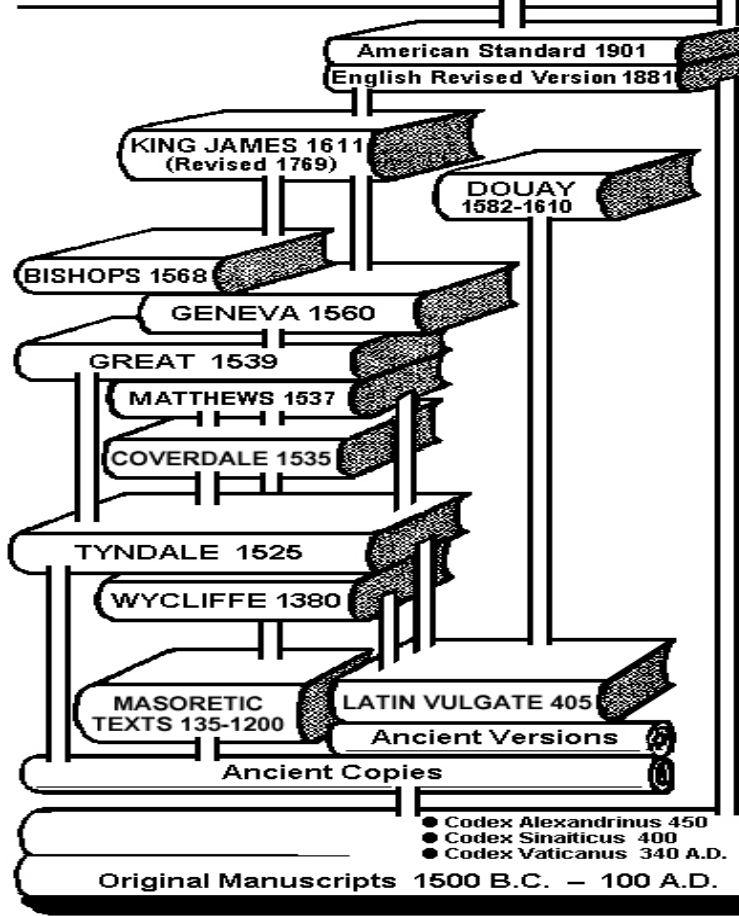 American Standard 1901
English Revised Version 1881
KING JAMES 1611
(Revised 1769)
DOUAY
1582-1610
BISHOPS 1568
GENEVA 1560
GREAT 1539
MATTHEWS 1537
COVERDALE 1535
TYNDALE 1525
WYCLIFFE 1380
MASORETIC
TEXTS 135-1200
LATIN VULGATE 405
Ancient Versions
Ancient Copies
● Codex Alexandrinus 450
● Codex Sinaiticus 400
● Codex Vaticanus 340 A.D.
Original Manuscripts 1500 B.C. – 100 A.D.